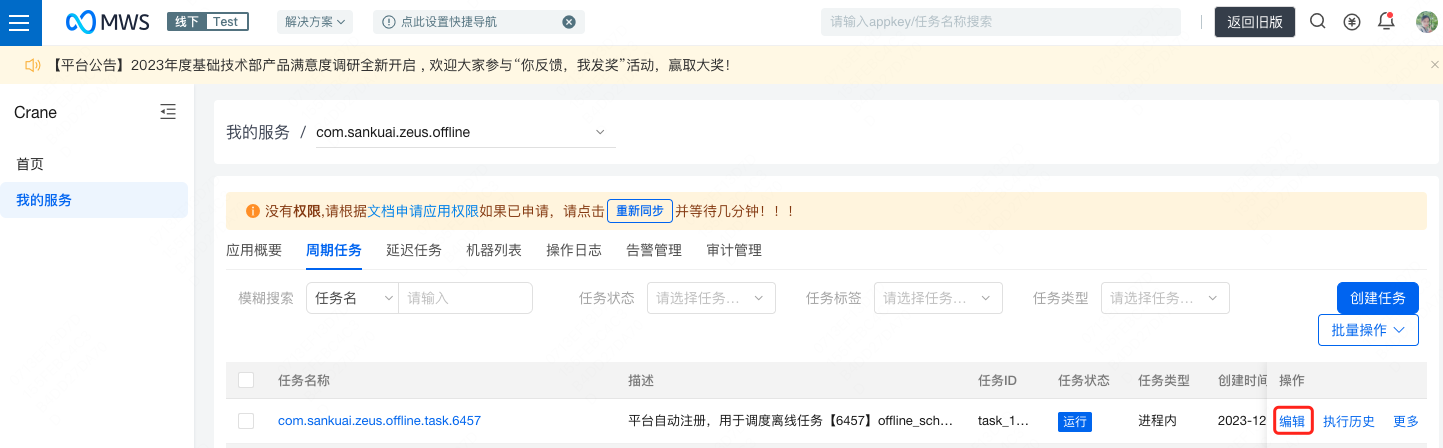 MWS 线下 Test 解决方案 点此设置快捷导航 请输入appkey/任务名称搜索 返回旧版
【平台公告】2023年度基础技术部产品满意度调研全新开启，欢迎大家参与“你反馈，我发奖”活动，赢取大奖！
Crane
首页
我的服务
我的服务 / com.sankuai.zeus.offline
没有权限,请根据文档申请应用权限如果已申请，请点击 重新同步 并等待几分钟！！！
应用概要 周期任务 延迟任务 机器列表 操作日志 告警管理 审计管理
模糊搜索 任务名 请输入 任务状态 请选择任务... 任务标签 请选择任务... 任务类型 请选择任务... 创建任务
批量操作
任务名称 描述 任务ID 任务状态 任务类型 创建时间 操作
com.sankuai.zeus.offline.task.6457 平台自动注册，用于调度离线任务【6457】offline_sch... task_1... 运行 进程内 2023-12 编辑 执行历史 更多